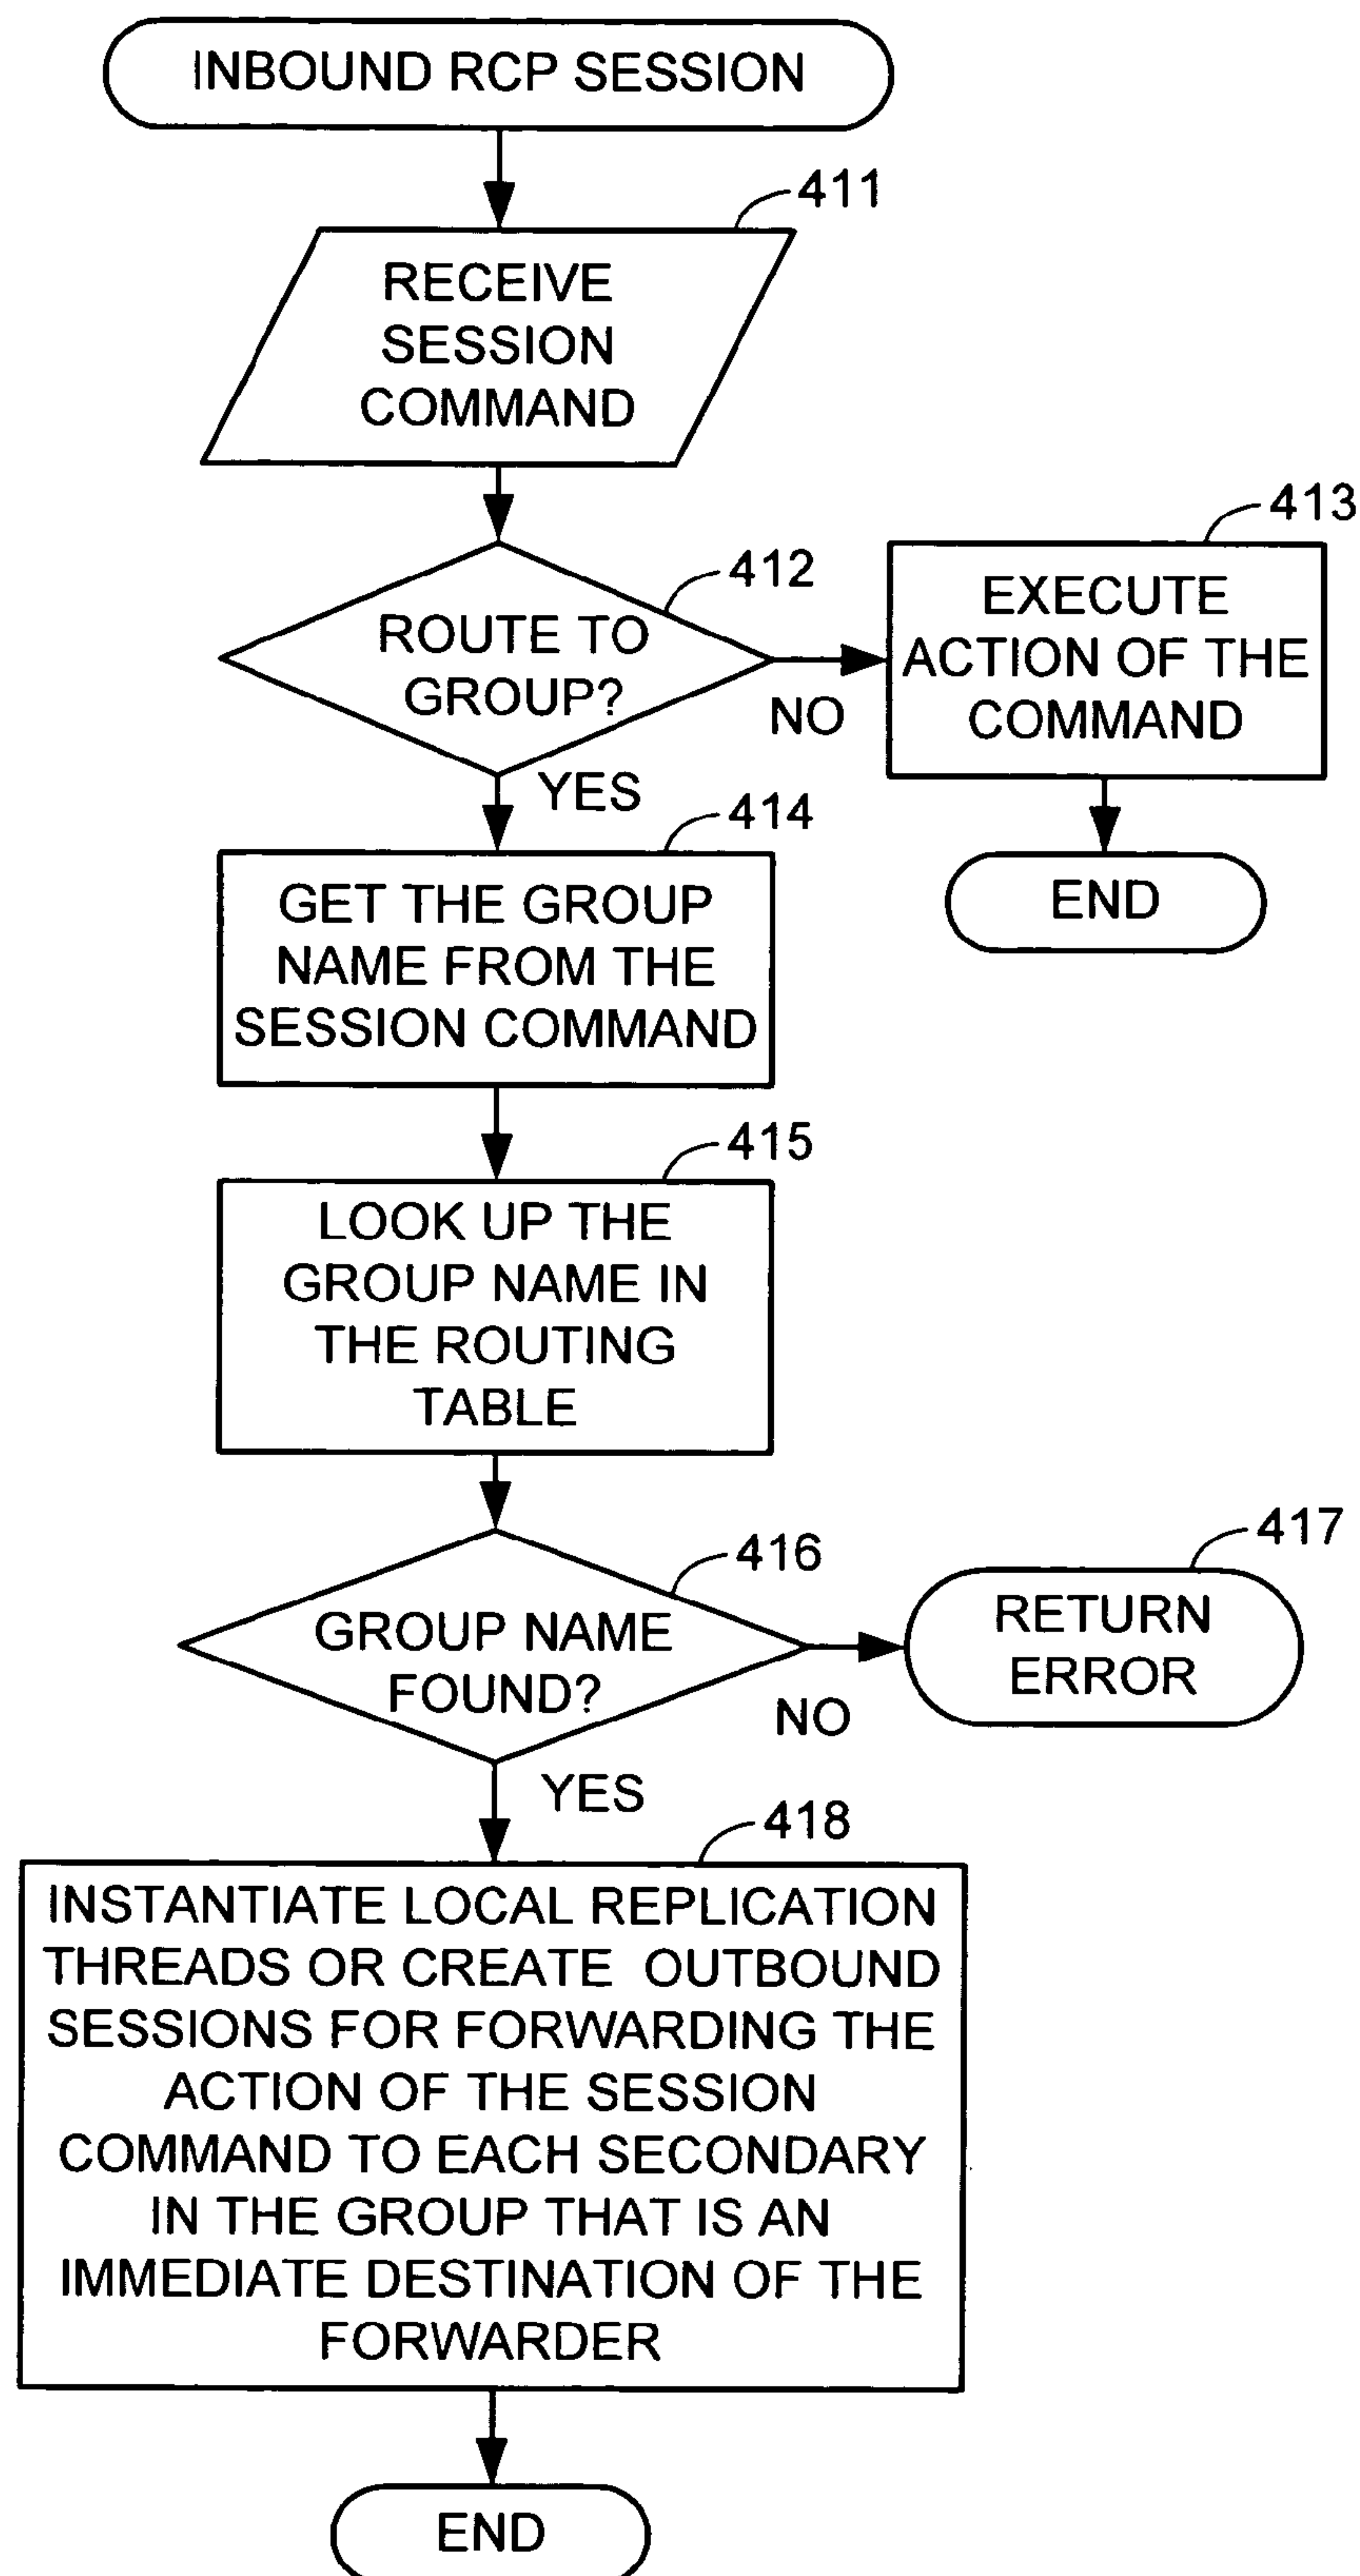 INBOUND RCP SESSION
411
RECEIVE
SESSION
COMMAND
412
ROUTE TO
GROUP?
NO
YES
413
EXECUTE
ACTION OF THE
COMMAND
END
414
GET THE GROUP
NAME FROM THE
SESSION COMMAND
415
LOOK UP THE
GROUP NAME IN
THE ROUTING
TABLE
416
GROUP NAME
FOUND?
NO
417
RETURN
ERROR
YES
418
INSTANTIATE LOCAL REPLICATION
THREADS OR CREATE OUTBOUND
SESSIONS FOR FORWARDING THE
ACTION OF THE SESSION
COMMAND TO EACH SECONDARY
IN THE GROUP THAT IS AN
IMMEDIATE DESTINATION OF THE
FORWARDER
END